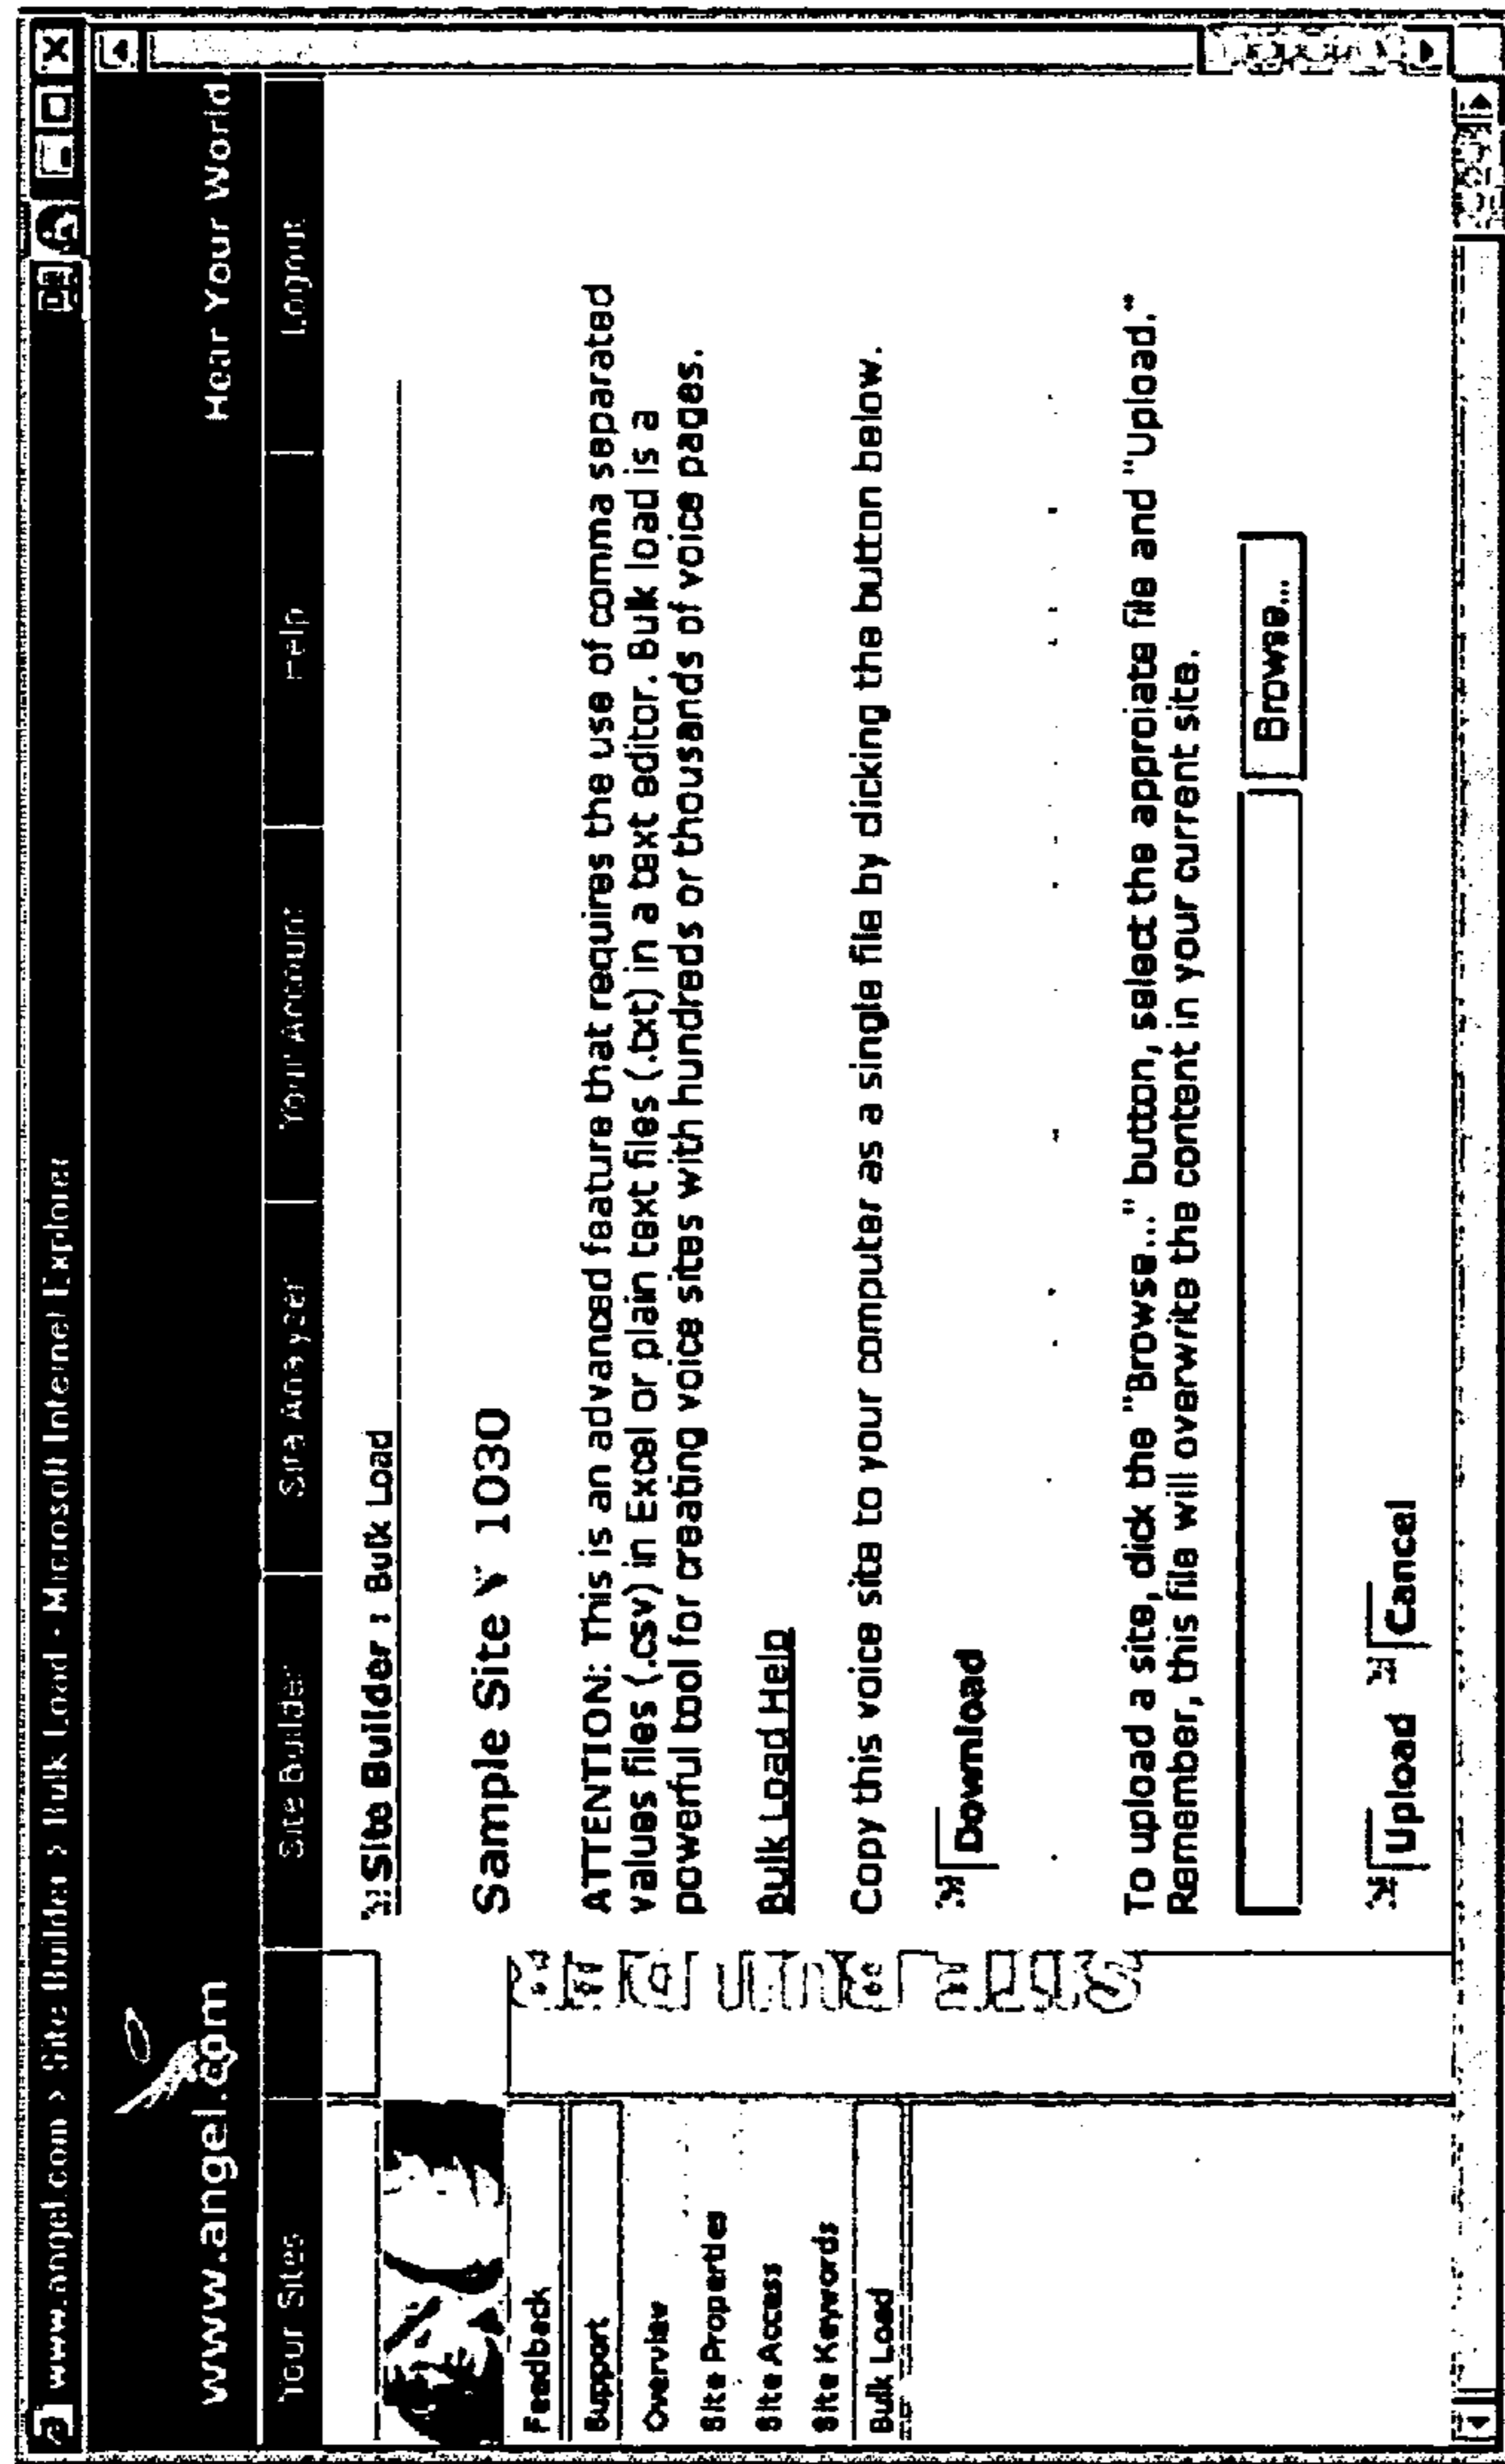 www.angel.com > Site Builder > Bulk Load - Microsoft Internet Explorer
www.angel.com
Hear Your World
Your Sites
Site Builder
Site Analyzer
Your Account
Help
Logout
Feedback
Support
Overview
Site Properties
Site Access
Site Keywords
Bulk Load
SITE BUILDER
Site Builder : Bulk Load
Sample Site V 1030
ATTENTION: This is an advanced feature that requires the use of comma separated
values files (.csv) in Excel or plain text files (.txt) in a text editor. Bulk load is a
powerful tool for creating voice sites with hundreds or thousands of voice pages.
Bulk Load Help
Copy this voice site to your computer as a single file by clicking the button below.
Download
To upload a site, click the "Browse..." button, select the approiate file and "Upload."
Remember, this file will overwrite the content in your current site.
Browse...
Upload
Cancel